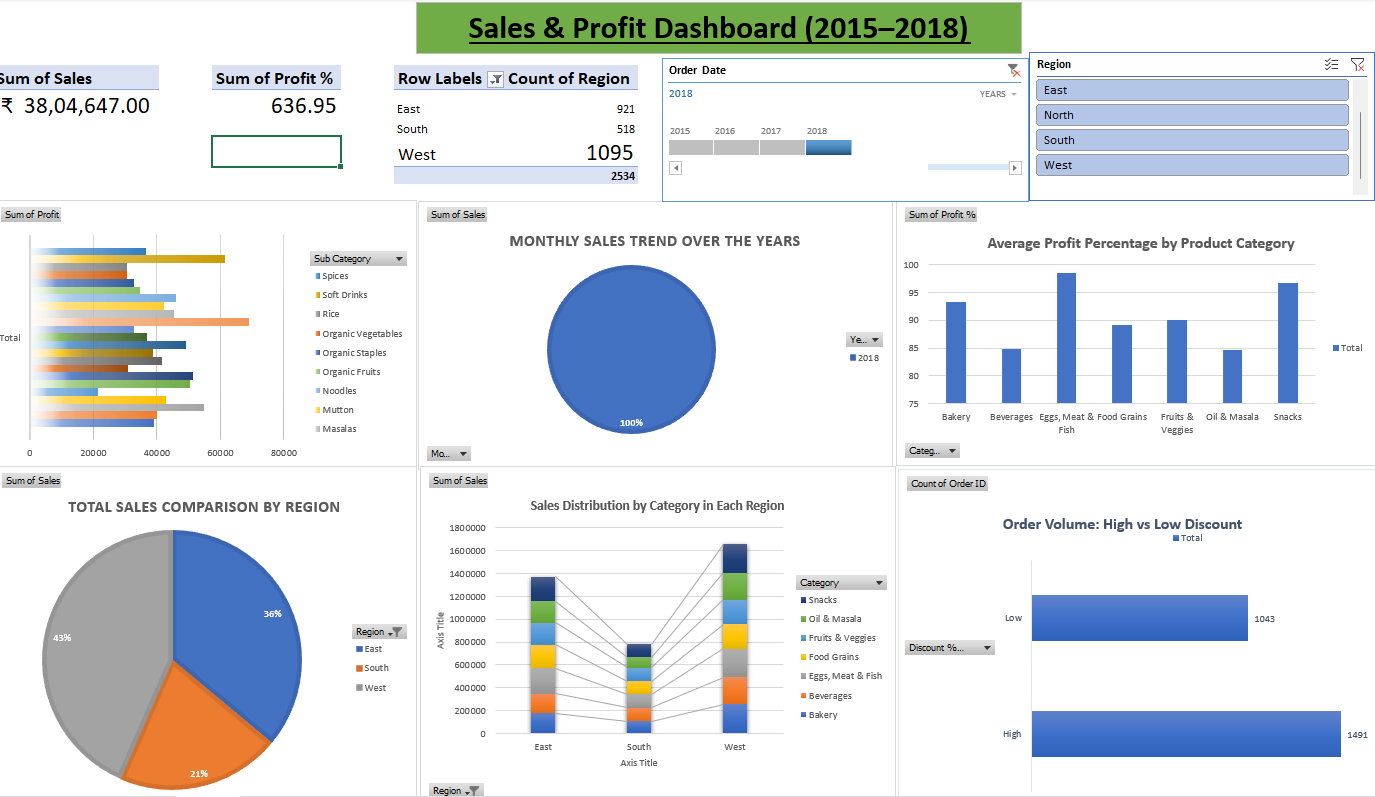 Sales & Profit Dashboard (2015–2018)
Sum of Sales
₹ 38,04,647.00
Sum of Profit %
636.95
Row Labels Count of Region
East 921
South 518
West 1095
2534
Order Date
2018 YEARS
2015 2016 2017 2018
Region
East
North
South
West
Sum of Profit
Total
0 20000 40000 60000 80000
Sub Category
Spices
Soft Drinks
Rice
Organic Vegetables
Organic Staples
Organic Fruits
Noodles
Mutton
Masalas
Sum of Sales
MONTHLY SALES TREND OVER THE YEARS
100%
Ye...
2018
Mo...
Sum of Profit %
Average Profit Percentage by Product Category
100
95
90
85
80
75
Bakery Beverages Eggs, Meat & Fish Food Grains Fruits & Veggies Oil & Masala Snacks
Total
Categ...
Sum of Sales
TOTAL SALES COMPARISON BY REGION
36%
43%
21%
Region
East
South
West
Sum of Sales
Sales Distribution by Category in Each Region
1800000
1600000
1400000
1200000
1000000
800000
600000
400000
200000
0
Axis Title
East South West
Axis Title
Category
Snacks
Oil & Masala
Fruits & Veggies
Food Grains
Eggs, Meat & Fish
Beverages
Bakery
Region
Count of Order ID
Order Volume: High vs Low Discount
Total
Low 1043
Discount %...
High 1491